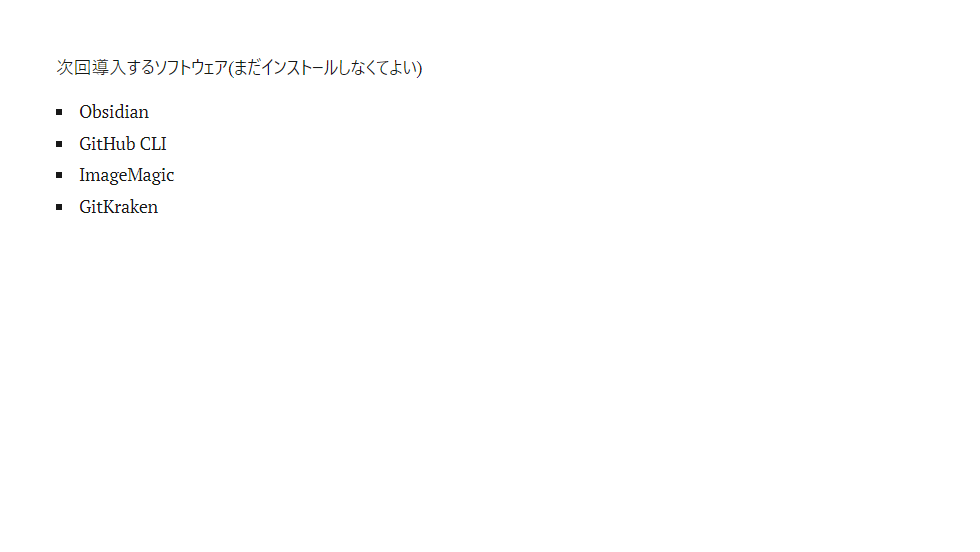 次回導入するソフトウェア(まだインストールしなくてよい)
Obsidian
GitHub CLI
ImageMagic
GitKraken